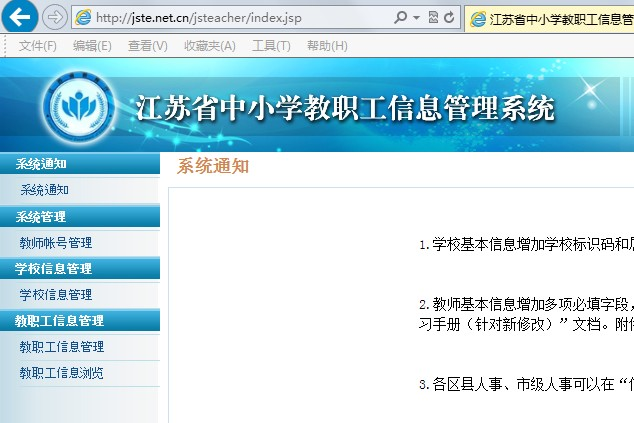 http://jste.net.cn/jsteacher/index.jsp
江苏省中小学教职工信息管
文件(F) 编辑(E) 查看(V) 收藏夹(A) 工具(T) 帮助(H)
江苏省中小学教职工信息管理系统
系统通知
系统通知
系统管理
教师帐号管理
学校信息管理
学校信息管理
教职工信息管理
教职工信息管理
教职工信息浏览
系统通知
1.学校基本信息增加学校标识码和
2.教师基本信息增加多项必填字段，
习手册（针对新修改）”文档。附
3.各区县人事、市级人事可以在“